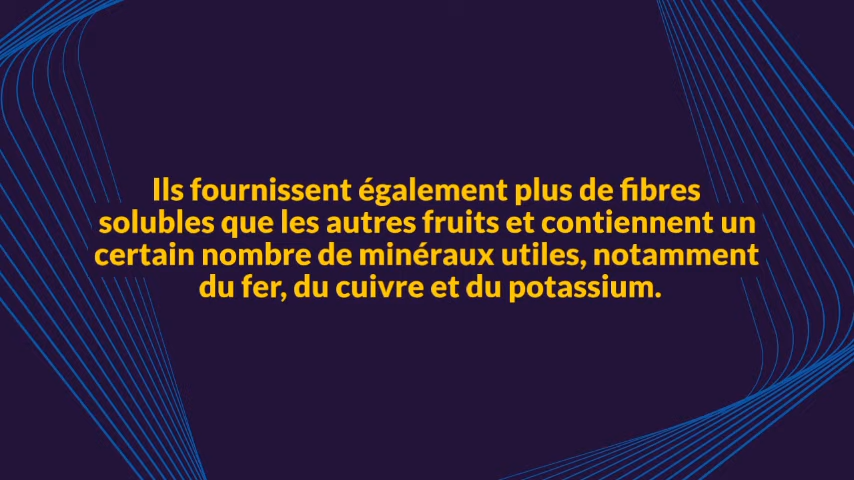 Ils fournissent également plus de fibres
solubles que les autres fruits et contiennent un
certain nombre de minéraux utiles, notamment
du fer, du cuivre et du potassium.